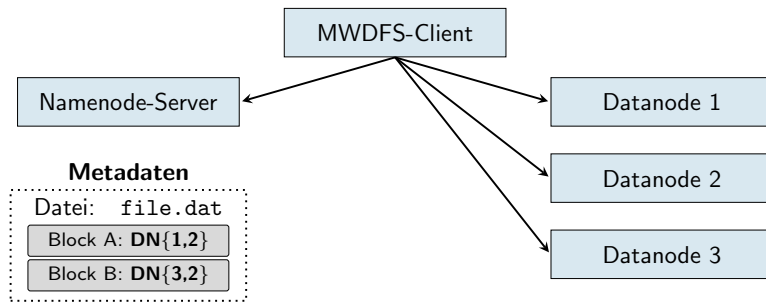 MWDFS-Client
Namenode-Server
Datanode 1
Datanode 2
Datanode 3
Metadaten
Datei: file.dat
Block A: DN{1,2}
Block B: DN{3,2}